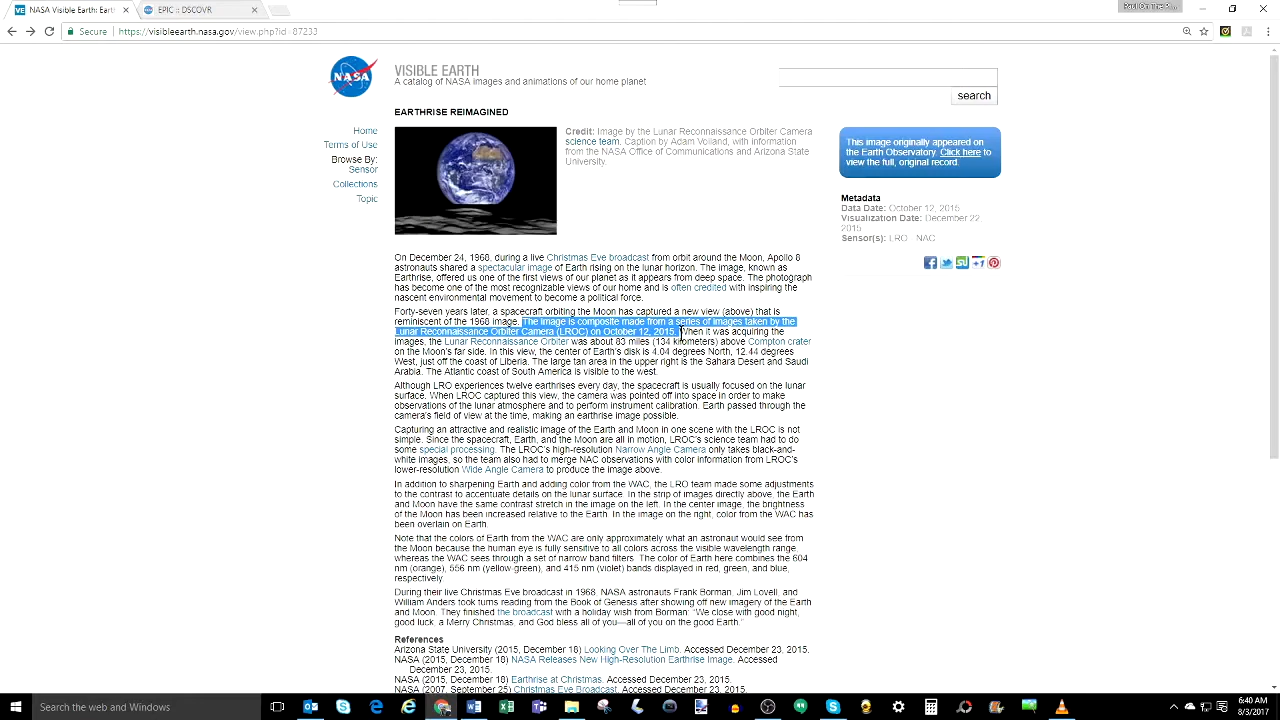 NASA Visible Earth: Eart
EPIC :: DSCOVR
Secure
https://visibleearth.nasa.gov/view.php?id=87233
NASA
VISIBLE EARTH
A catalog of NASA images and animations of our home planet
search
EARTHRISE REIMAGINED
Home
Terms of Use
Browse By:
Sensor
Collections
Topic
Credit: Image by the Lunar Reconnaissance Orbiter Camera
science team. Caption by Adam Voiland, with information
from the NASA Office of Communications and Arizona State
University.
This image originally appeared on
the Earth Observatory. Click here to
view the full, original record.
Metadata
Data Date: October 12, 2015
Visualization Date: December 22,
2015
Sensor(s): LRO - NAC
On December 24, 1968, during a live Christmas Eve broadcast from orbit around the Moon, Apollo 8
astronauts shared a spectacular image of Earth rising on the lunar horizon. The image, known as
Earthrise, offered us one of the first views of our planet as it appears from deep space. The photograph
has become one of the most recognizable views of our home and is often credited with inspiring the
nascent environmental movement to become a political force.
Forty-seven years later, a spacecraft orbiting the Moon has captured a new view (above) that is
reminiscent of the 1968 image. The image is composite made from a series of images taken by the
Lunar Reconnaissance Orbiter Camera (LROC) on October 12, 2015. When it was acquiring the
images, the Lunar Reconnaissance Orbiter was about 83 miles (134 kilometers) above Compton crater
on the Moon's far side. In this view, the center of Earth's disk is 4.04 degrees North, 12.44 degrees
West, just off the coast of Liberia. The large tan area in the upper right is the Sahara Desert and Saudi
Arabia. The Atlantic coast of South America is visible to the west.
Although LRO experiences twelve earthrises every day, the spacecraft is usually focused on the lunar
surface. When LROC captured this view, the camera was pointed off into space in order to make
observations of the lunar atmosphere and to perform instrument calibration. Earth passed through the
camera's field of view at the time, making an earthrise image possible.
Capturing an attractive and realistic image of the Earth and Moon in one scene with the LROC is not
simple. Since the spacecraft, Earth, and the Moon are all in motion, LROC's science team had to do
some special processing. The LROC's high-resolution Narrow Angle Camera only takes black-and-
white images, so the team also had to merge NAC observations with color information from LROC's
lower-resolution Wide Angle Camera to produce the image above.
In addition to sharpening Earth and adding color from the WAC, the LRO team made some adjustments
to the contrast to accentuate details on the lunar surface. In the strip of images directly above, the Earth
and Moon have the same contrast stretch in the image on the left. In the center image, the brightness
of the Moon has been increased relative to the Earth. In the image on the right, color from the WAC has
been overlain on Earth.
Note that the colors of Earth from the WAC are only approximately what an astronaut would see from
the Moon because the human eye is fully sensitive to all colors across the visible wavelength range,
whereas the WAC sees through a set of narrow band filters. The color of Earth here combines the 604
nm (orange), 556 nm (yellow-green), and 415 nm (violet) bands displayed in red, green, and blue,
respectively.
During their live Christmas Eve broadcast in 1968, NASA astronauts Frank Borman, Jim Lovell, and
William Anders took turns reading from the Book of Genesis after showing off new imagery of the Earth
and Moon. They finished the broadcast with a holiday wish from Borman: “We close with good night,
good luck, a Merry Christmas, and God bless all of you—all of you on the good Earth.”
References
Arizona State University (2015, December 18) Looking Over The Limb. Accessed December 23, 2015.
NASA (2015, December 18) NASA Releases New High-Resolution Earthrise Image. Accessed
December 23, 2015.
NASA (2015, December 18) Earthrise at Christmas. Accessed December 23, 2015.
NASA (2007, September 25) Christmas Eve Broadcast. Accessed December 23, 2015.
Search the web and Windows
6:40 AM
8/3/2017